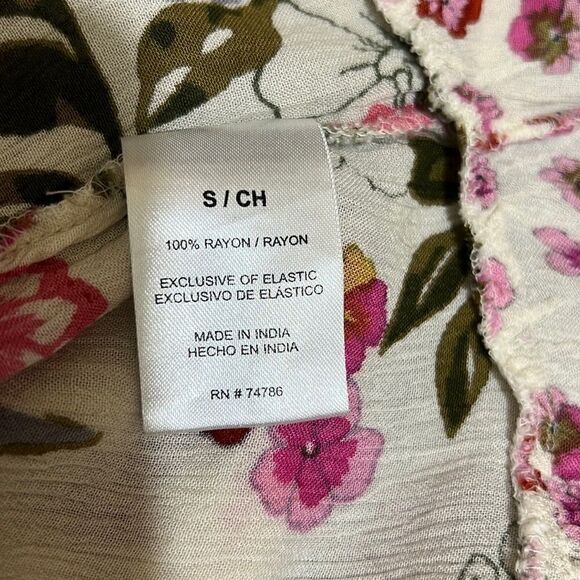 S / CH
100% RAYON / RAYON
EXCLUSIVE OF ELASTIC
EXCLUSIVO DE ELÁSTICO
MADE IN INDIA
HECHO EN INDIA
RN # 74786